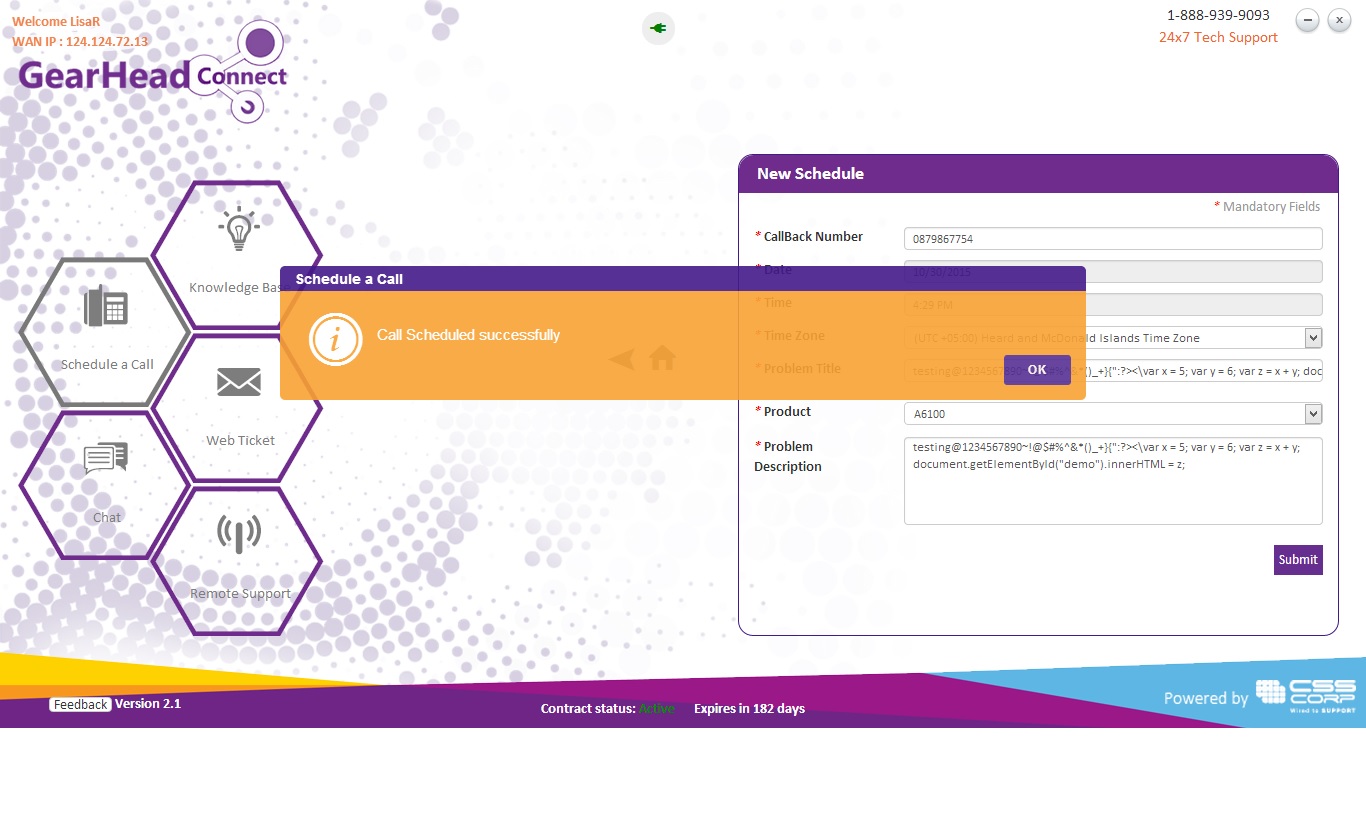 Welcome LisaR
WAN IP : 124.124.72.13
GearHead Connect
1-888-939-9093
24x7 Tech Support
Knowledge Base
Schedule a Call
Web Ticket
Chat
Remote Support
New Schedule
* Mandatory Fields
* CallBack Number
0879867754
* Date
10/30/2015
* Time
4:29 PM
* Time Zone
(UTC +05:00) Heard and McDonald Islands Time Zone
* Problem Title
testing@1234567890~!@$#%^&*()_+}{":?><\var x = 5; var y = 6; var z = x + y; doc
* Product
A6100
* Problem
Description
testing@1234567890~!@$#%^&*()_+}{":?><\var x = 5; var y = 6; var z = x + y;
document.getElementById("demo").innerHTML = z;
Submit
Schedule a Call
i
Call Scheduled successfully
OK
Feedback Version 2.1
Contract status: Active Expires in 182 days
Powered by
CSS
CORP
Wired to SUPPORT